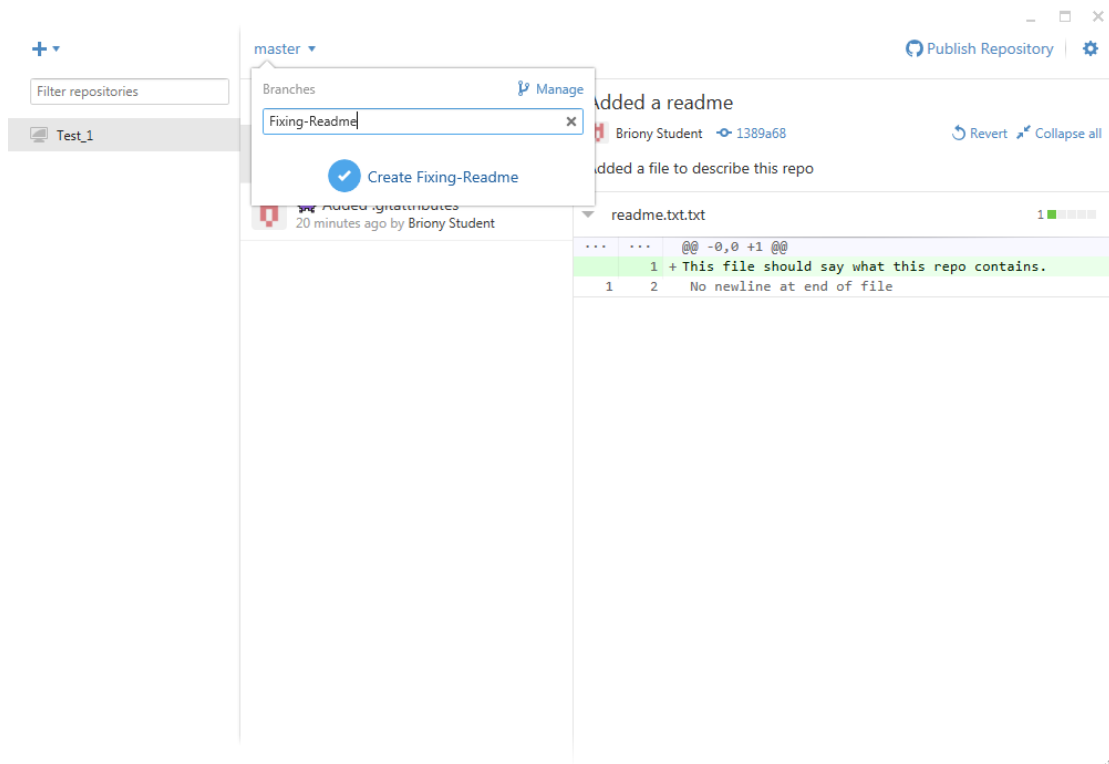 master
Publish Repository
Filter repositories
Test_1
Branches
Manage
Fixing-Readme
Create Fixing-Readme
Added .gitattributes
20 minutes ago by Briony Student
Added a readme
Briony Student 1389a68
Revert Collapse all
Added a file to describe this repo
readme.txt.txt 1
... ... @@ -0,0 +1 @@
1 +This file should say what this repo contains.
1 2 No newline at end of file